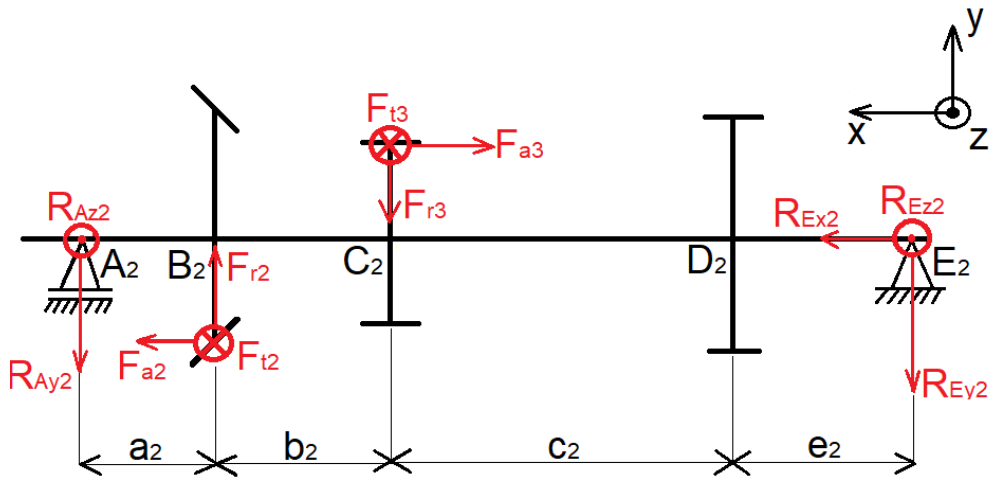 y
x
z
Ft3
Fa3
Fr3
RAz2
REz2
REx2
A2
B2
Fr2
C2
D2
E2
Fa2
Ft2
RAy2
REy2
a2
b2
c2
e2